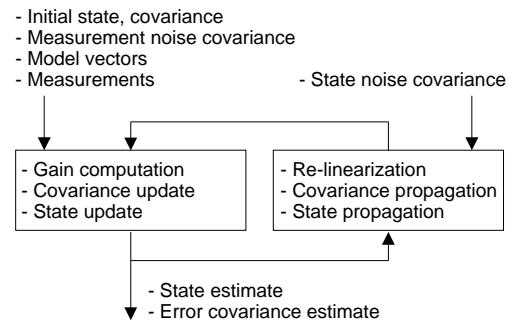 - Initial state, covariance
- Measurement noise covariance
- Model vectors
- Measurements
- State noise covariance
- Gain computation
- Covariance update
- State update
- Re-linearization
- Covariance propagation
- State propagation
- State estimate
- Error covariance estimate